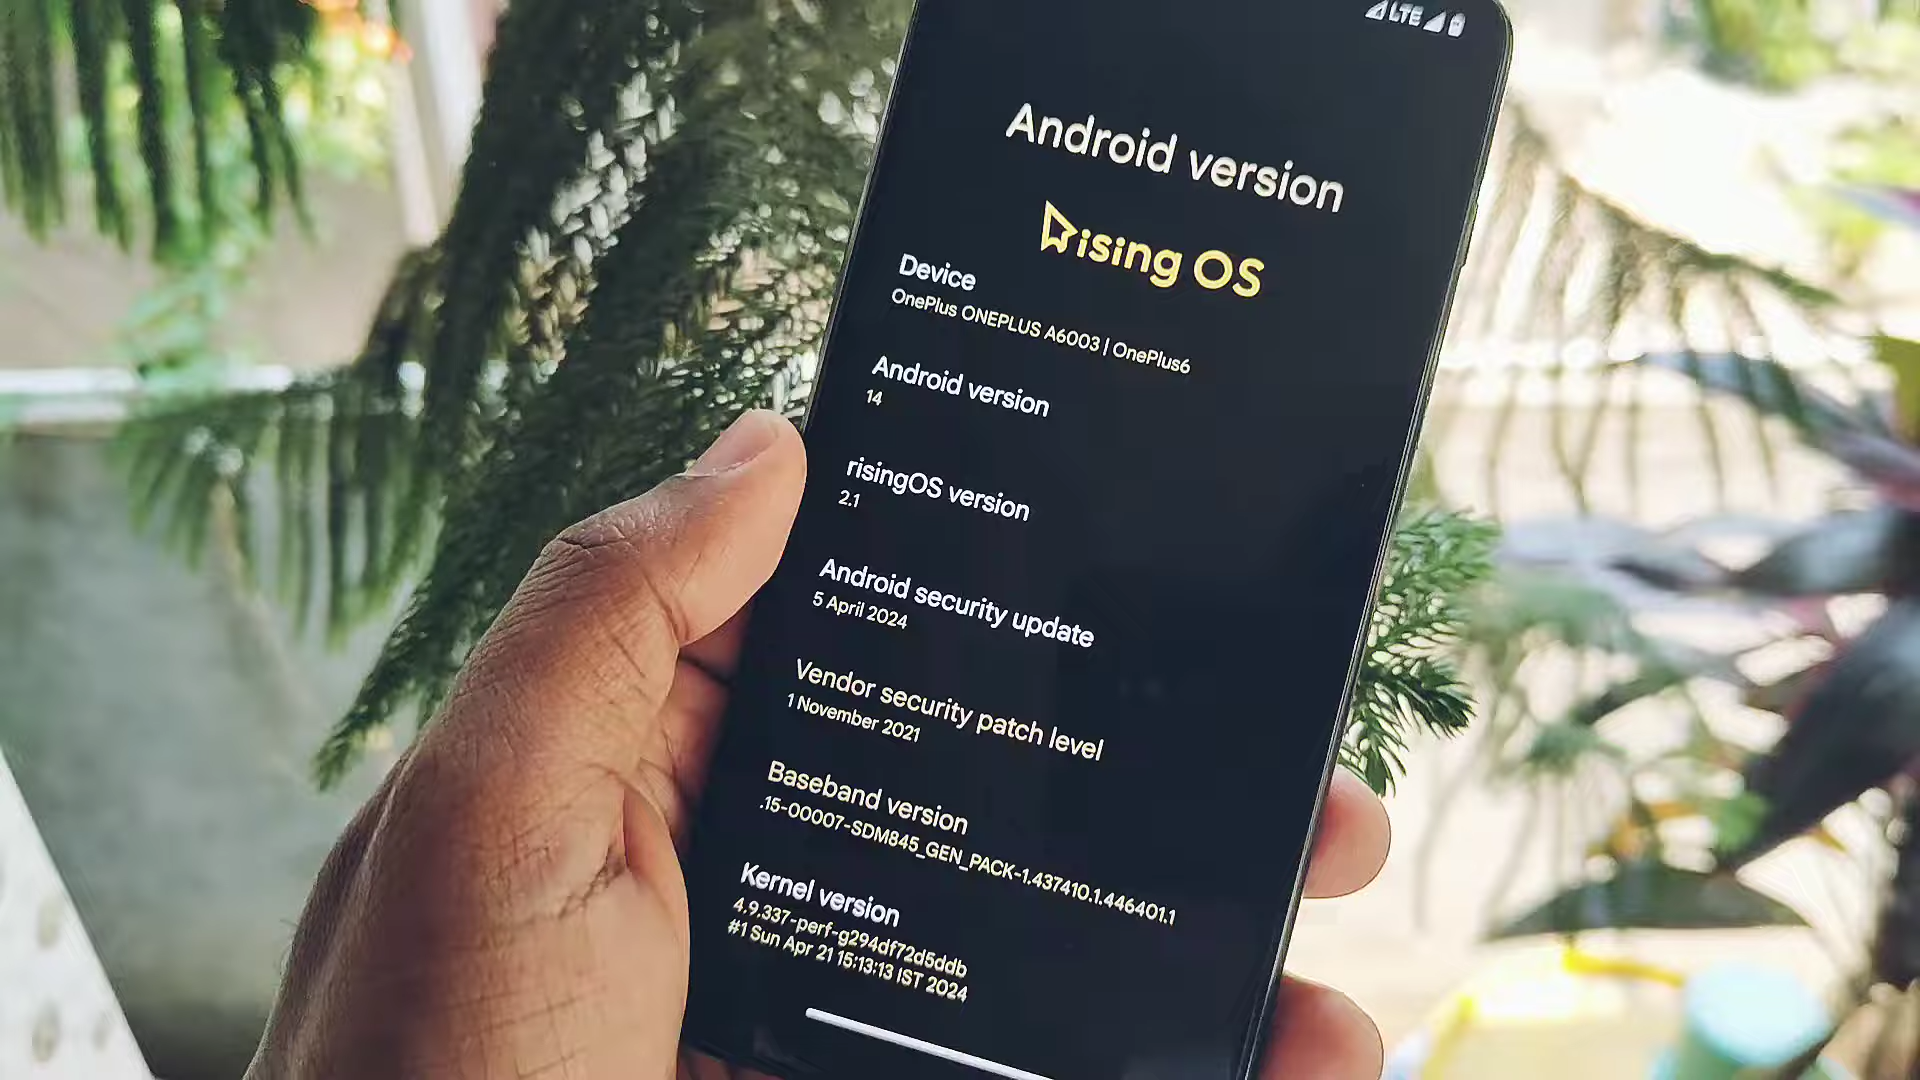 LTE
Android version
Rising OS
Device
OnePlus ONEPLUS A6003 | OnePlus6
Android version
14
risingOS version
2.1
Android security update
5 April 2024
Vendor security patch level
1 November 2021
Baseband version
.15-00007-SDM845_GEN_PACK-1.437410.1.446401.1
Kernel version
4.9.337-perf-g294df72d5ddb
#1 Sun Apr 21 15:13:13 IST 2024